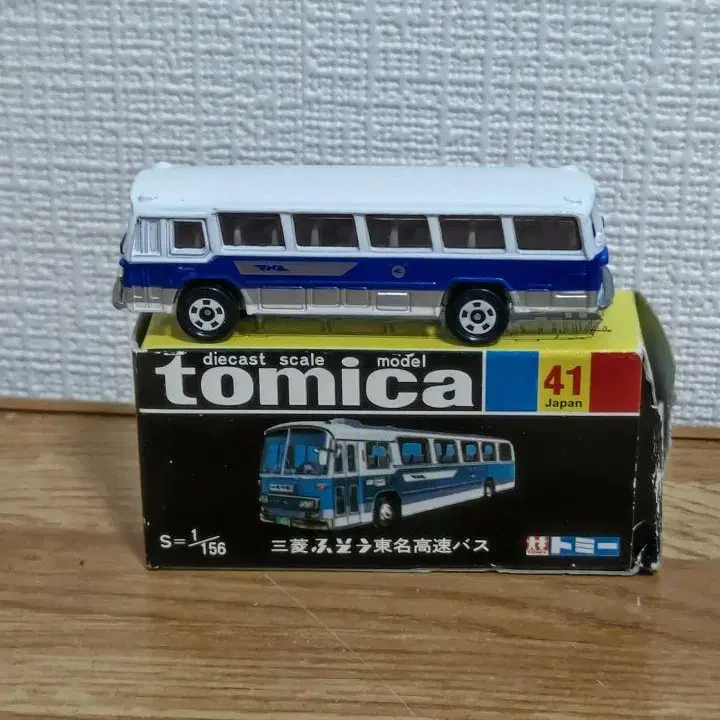 diecast scale model
tomica
41
Japan
S=1/156
三菱ふそう東名高速バス
トミー